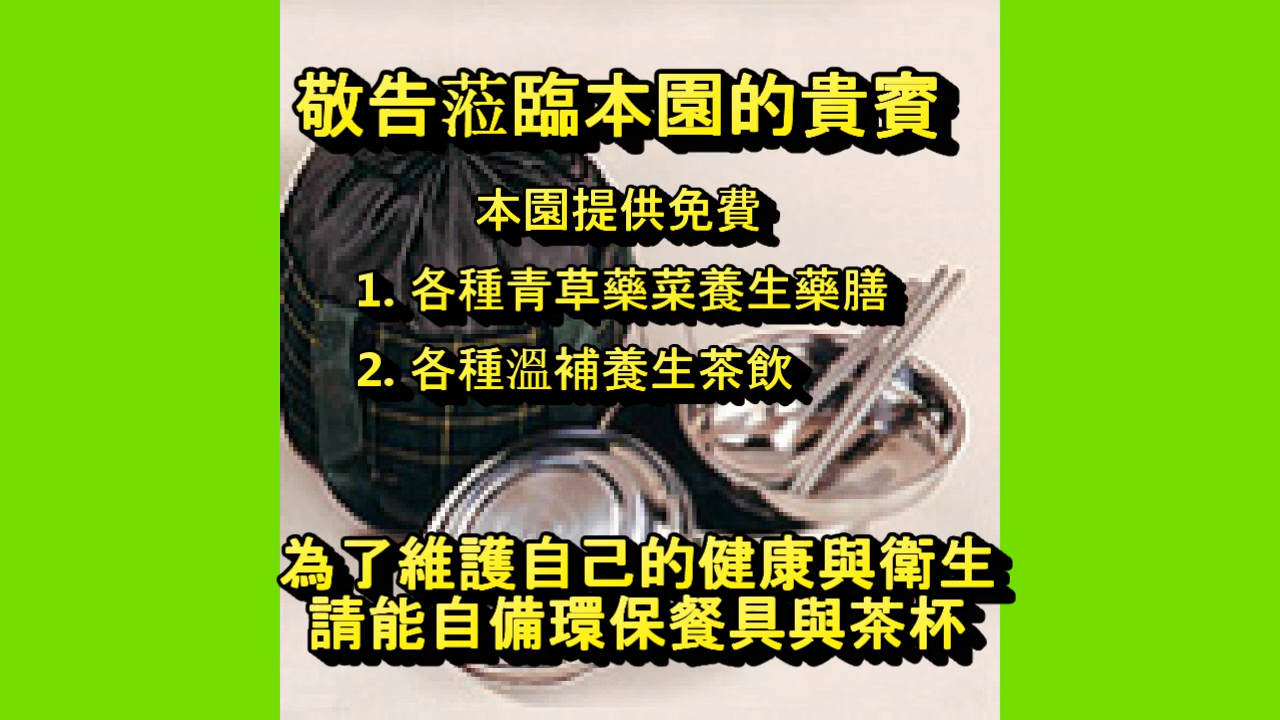 敬告蒞臨本園的貴賓
本園提供免費
1. 各種青草藥菜養生藥膳
2. 各種溫補養生茶飲
為了維護自己的健康與衛生
請能自備環保餐具與茶杯